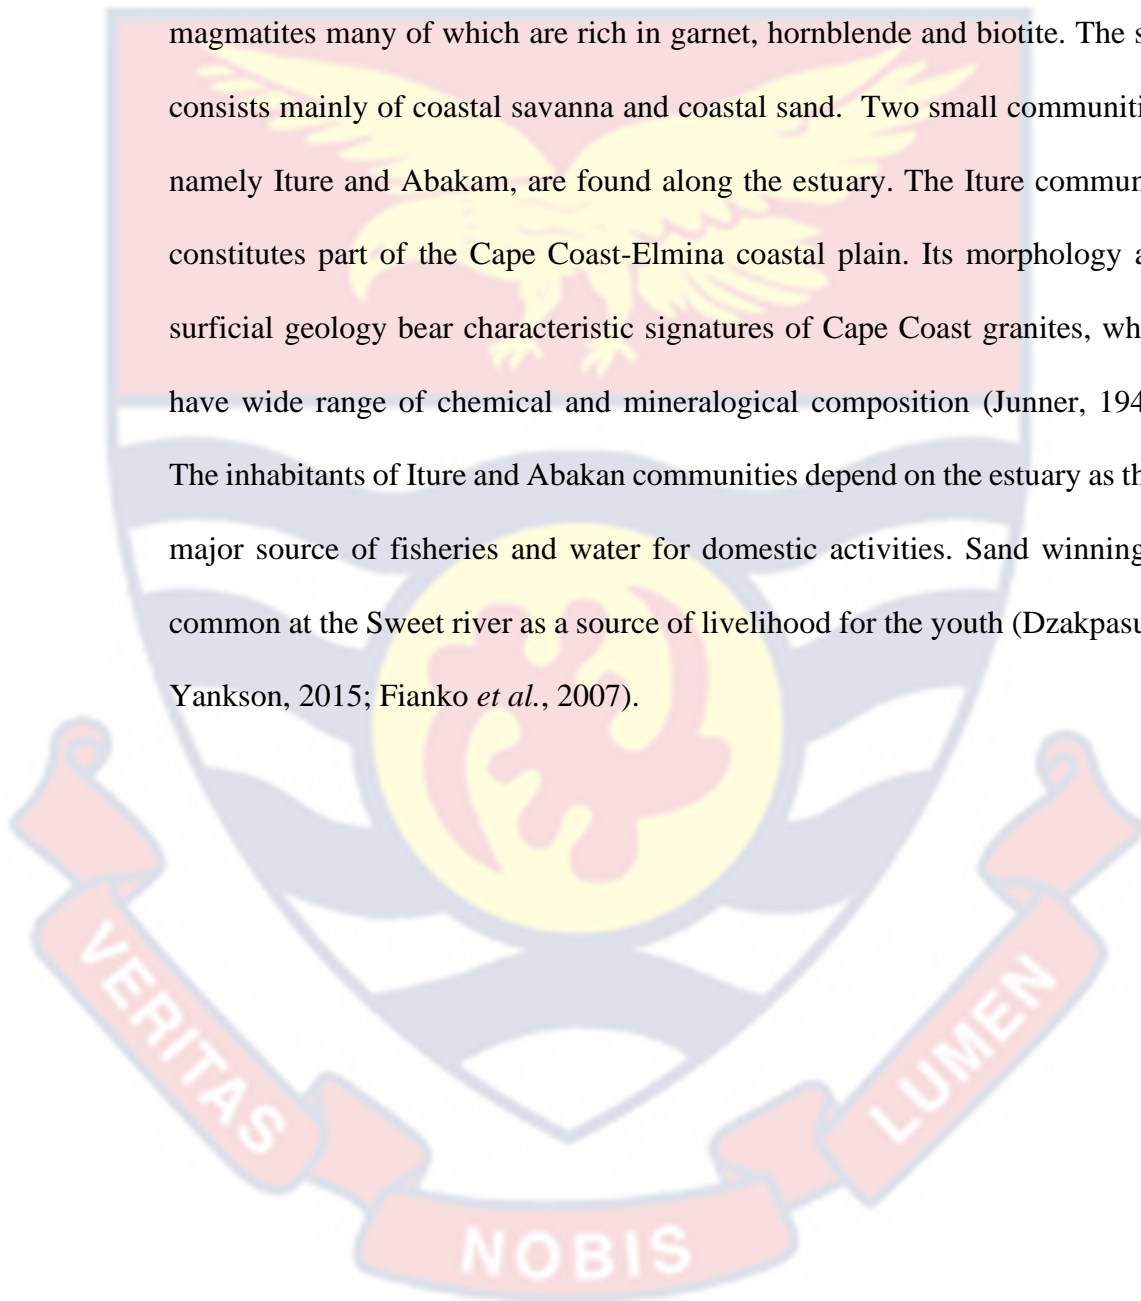 magmatites many of which are rich in garnet, hornblende and biotite. The s
consists mainly of coastal savanna and coastal sand. Two small communiti
namely Iture and Abakam, are found along the estuary. The Iture commun
constitutes part of the Cape Coast-Elmina coastal plain. Its morphology a
surficial geology bear characteristic signatures of Cape Coast granites, wh
have wide range of chemical and mineralogical composition (Junner, 194
The inhabitants of Iture and Abakan communities depend on the estuary as th
major source of fisheries and water for domestic activities. Sand winning
common at the Sweet river as a source of livelihood for the youth (Dzakpasu
Yankson, 2015; Fianko et al., 2007).
VERITAS
NOBIS
LUMEN